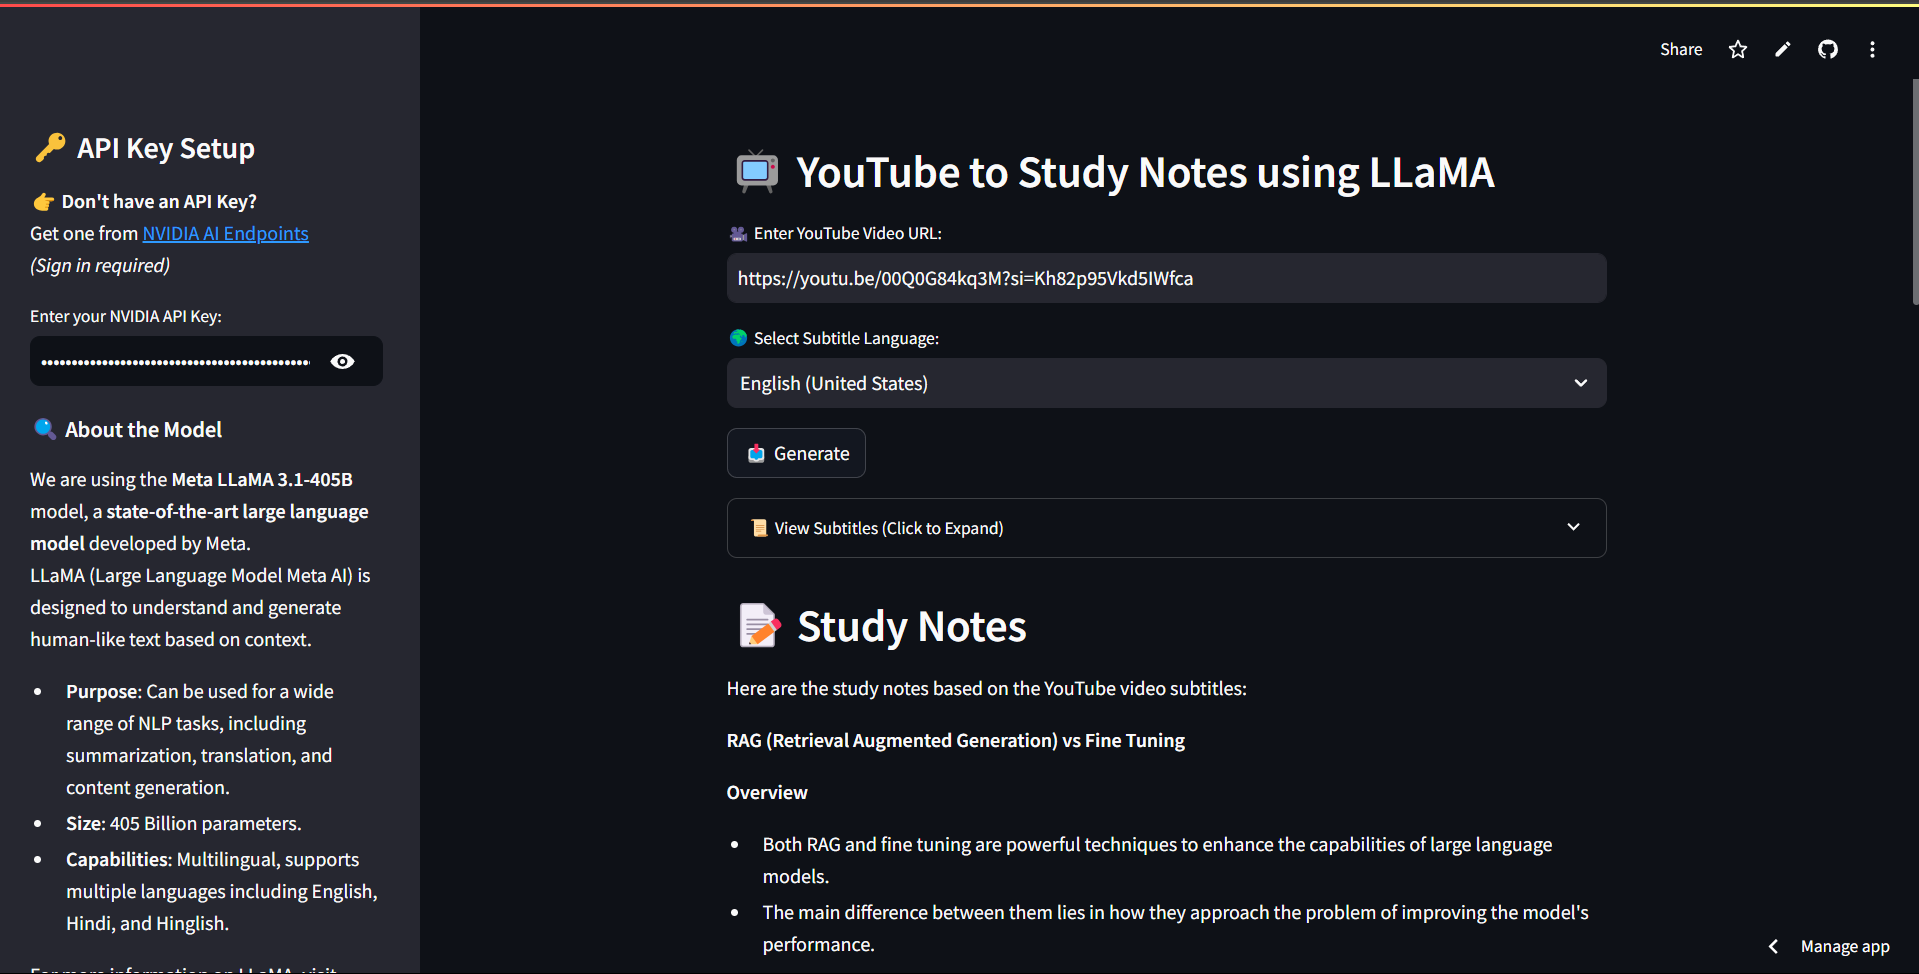 Share
API Key Setup
Don't have an API Key?
Get one from NVIDIA AI Endpoints
(Sign in required)
Enter your NVIDIA API Key:
About the Model
We are using the Meta LLaMA 3.1-405B
model, a state-of-the-art large language
model developed by Meta.
LLaMA (Large Language Model Meta AI) is
designed to understand and generate
human-like text based on context.
• Purpose: Can be used for a wide
range of NLP tasks, including
summarization, translation, and
content generation.
• Size: 405 Billion parameters.
• Capabilities: Multilingual, supports
multiple languages including English,
Hindi, and Hinglish.
For more information on LLaMA, visit
YouTube to Study Notes using LLaMA
Enter YouTube Video URL:
https://youtu.be/00Q0G84kq3M?si=Kh82p95Vkd5IWfca
Select Subtitle Language:
English (United States)
Generate
View Subtitles (Click to Expand)
Study Notes
Here are the study notes based on the YouTube video subtitles:
RAG (Retrieval Augmented Generation) vs Fine Tuning
Overview
• Both RAG and fine tuning are powerful techniques to enhance the capabilities of large language
models.
• The main difference between them lies in how they approach the problem of improving the model's
performance.
Manage app